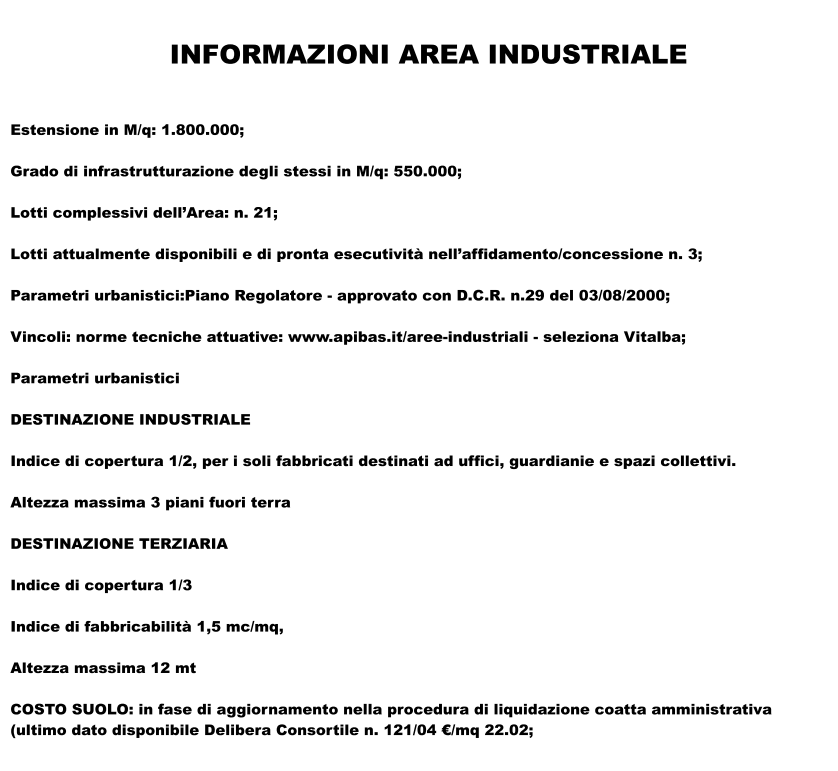 INFORMAZIONI AREA INDUSTRIALE
Estensione in M/q: 1.800.000;
Grado di infrastrutturazione degli stessi in M/q: 550.000;
Lotti complessivi dell’Area: n. 21;
Lotti attualmente disponibili e di pronta esecutività nell’affidamento/concessione n. 3;
Parametri urbanistici:Piano Regolatore - approvato con D.C.R. n.29 del 03/08/2000;
Vincoli: norme tecniche attuative: www.apibas.it/aree-industriali - seleziona Vitalba;
Parametri urbanistici
DESTINAZIONE INDUSTRIALE
Indice di copertura 1/2, per i soli fabbricati destinati ad uffici, guardianie e spazi collettivi.
Altezza massima 3 piani fuori terra
DESTINAZIONE TERZIARIA
Indice di copertura 1/3
Indice di fabbricabilità 1,5 mc/mq,
Altezza massima 12 mt
COSTO SUOLO: in fase di aggiornamento nella procedura di liquidazione coatta amministrativa
(ultimo dato disponibile Delibera Consortile n. 121/04 €/mq 22.02;